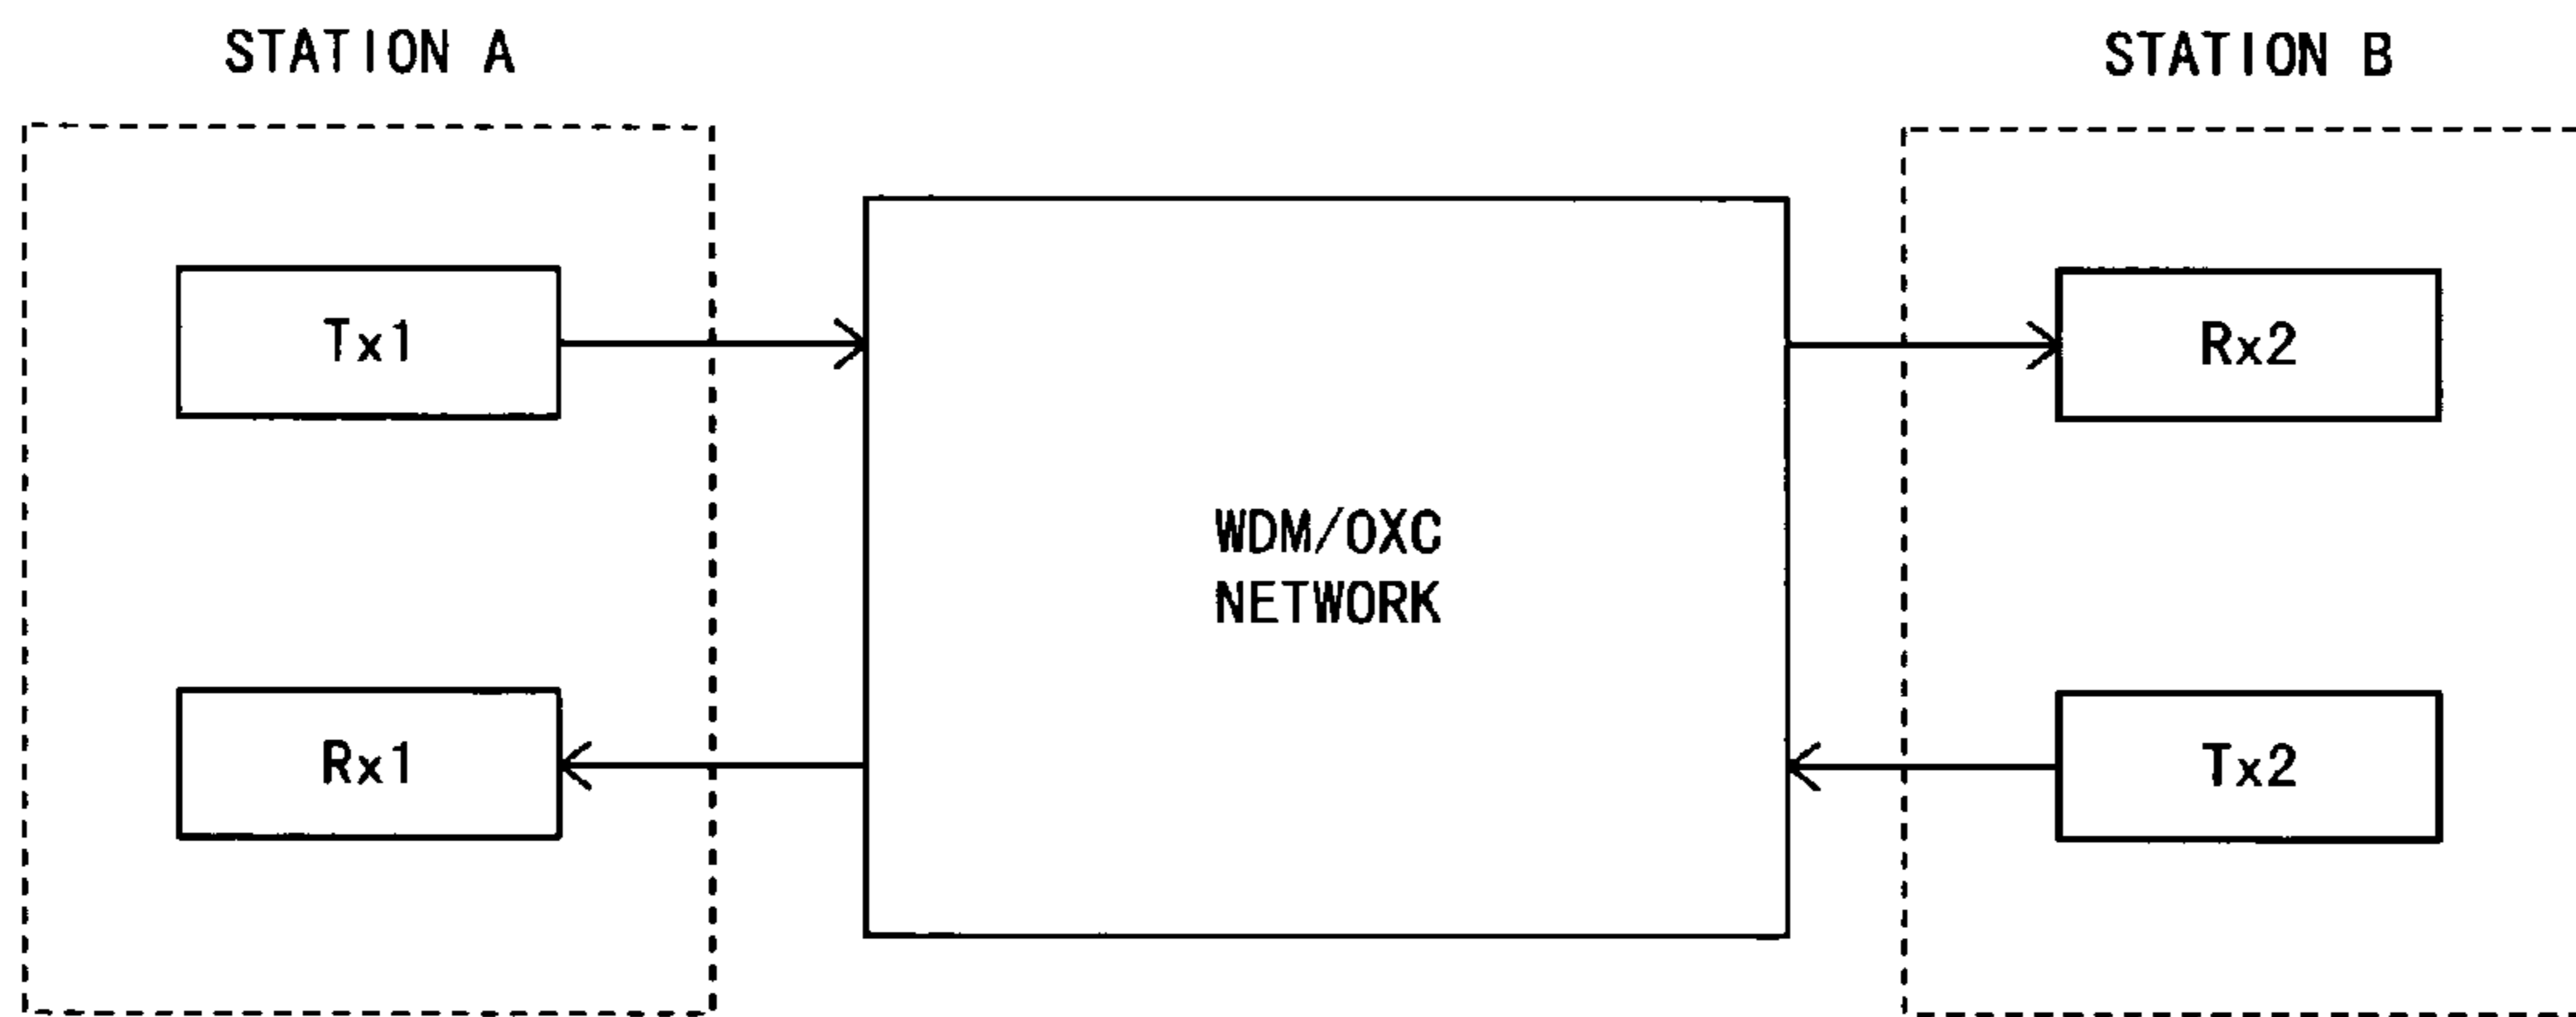 STATION A
STATION B
Tx1
Rx2
WDM/OXC
NETWORK
Rx1
Tx2